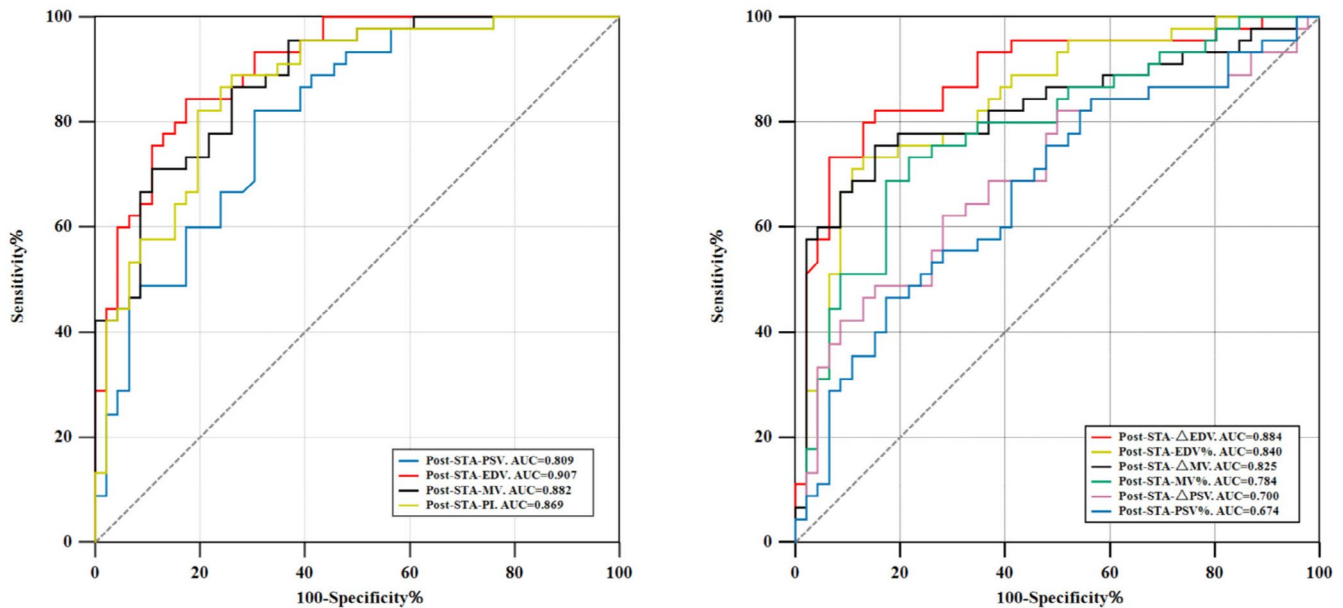 100
80
60
40
20
0
Sensitivity%
Post-STA-PSV. AUC=0.809
Post-STA-EDV. AUC=0.907
Post-STA-MV. AUC=0.882
Post-STA-PI. AUC=0.869
0 20 40 60 80 100
100-Specificity%
100
80
60
40
20
0
Sensitivity%
Post-STA-△EDV. AUC=0.884
Post-STA-EDV%. AUC=0.840
Post-STA-△MV. AUC=0.825
Post-STA-MV%. AUC=0.784
Post-STA-△PSV. AUC=0.700
Post-STA-PSV%. AUC=0.674
0 20 40 60 80 100
100-Specificity%